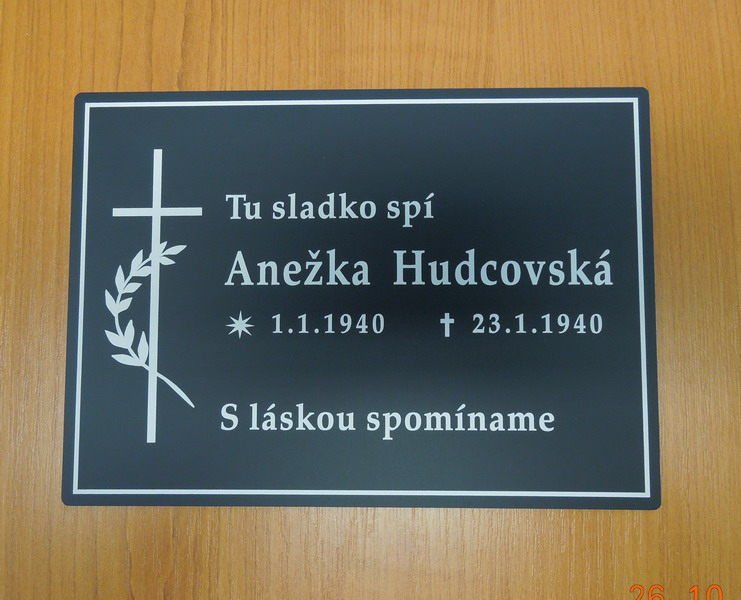 Tu sladko spí
Anežka Hudcovská
* 1.1.1940 † 23.1.1940
S láskou spomíname
26 10